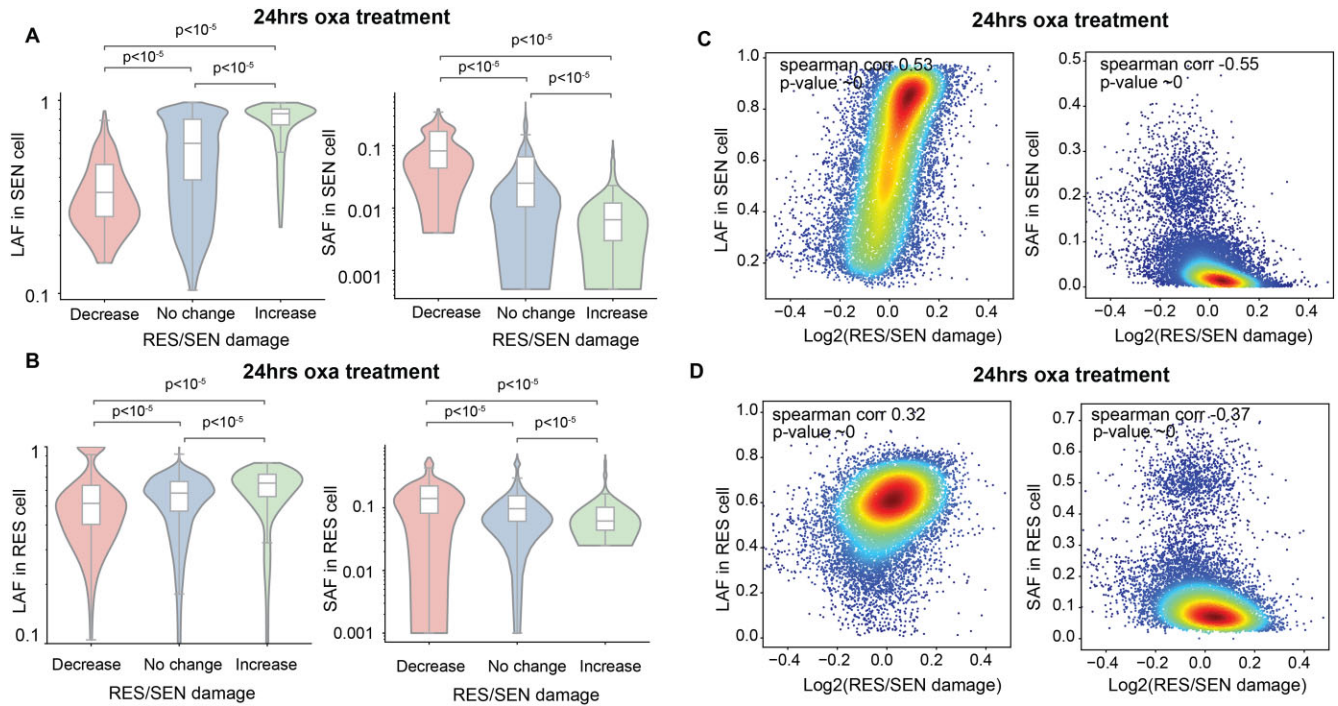 A
24hrs oxa treatment
p<10⁻⁵
p<10⁻⁵
p<10⁻⁵
LAF in SEN cell
1
0.1
Decrease
No change
Increase
RES/SEN damage
p<10⁻⁵
p<10⁻⁵
p<10⁻⁵
SAF in SEN cell
0.1
0.01
0.001
Decrease
No change
Increase
RES/SEN damage
B
24hrs oxa treatment
p<10⁻⁵
p<10⁻⁵
p<10⁻⁵
LAF in RES cell
1
0.1
Decrease
No change
Increase
RES/SEN damage
p<10⁻⁵
p<10⁻⁵
p<10⁻⁵
SAF in RES cell
0.1
0.01
0.001
Decrease
No change
Increase
RES/SEN damage
C
24hrs oxa treatment
spearman corr 0.53
p-value ~0
LAF in SEN cell
1.0
0.8
0.6
0.4
0.2
−0.4
−0.2
0.0
0.2
0.4
Log2(RES/SEN damage)
spearman corr -0.55
p-value ~0
SAF in SEN cell
0.5
0.4
0.3
0.2
0.1
0.0
−0.4
−0.2
0.0
0.2
0.4
Log2(RES/SEN damage)
D
24hrs oxa treatment
spearman corr 0.32
p-value ~0
LAF in RES cell
1.0
0.8
0.6
0.4
0.2
0.0
−0.4
−0.2
0.0
0.2
0.4
Log2(RES/SEN damage)
spearman corr -0.37
p-value ~0
SAF in RES cell
0.7
0.6
0.5
0.4
0.3
0.2
0.1
0.0
−0.4
−0.2
0.0
0.2
0.4
Log2(RES/SEN damage)